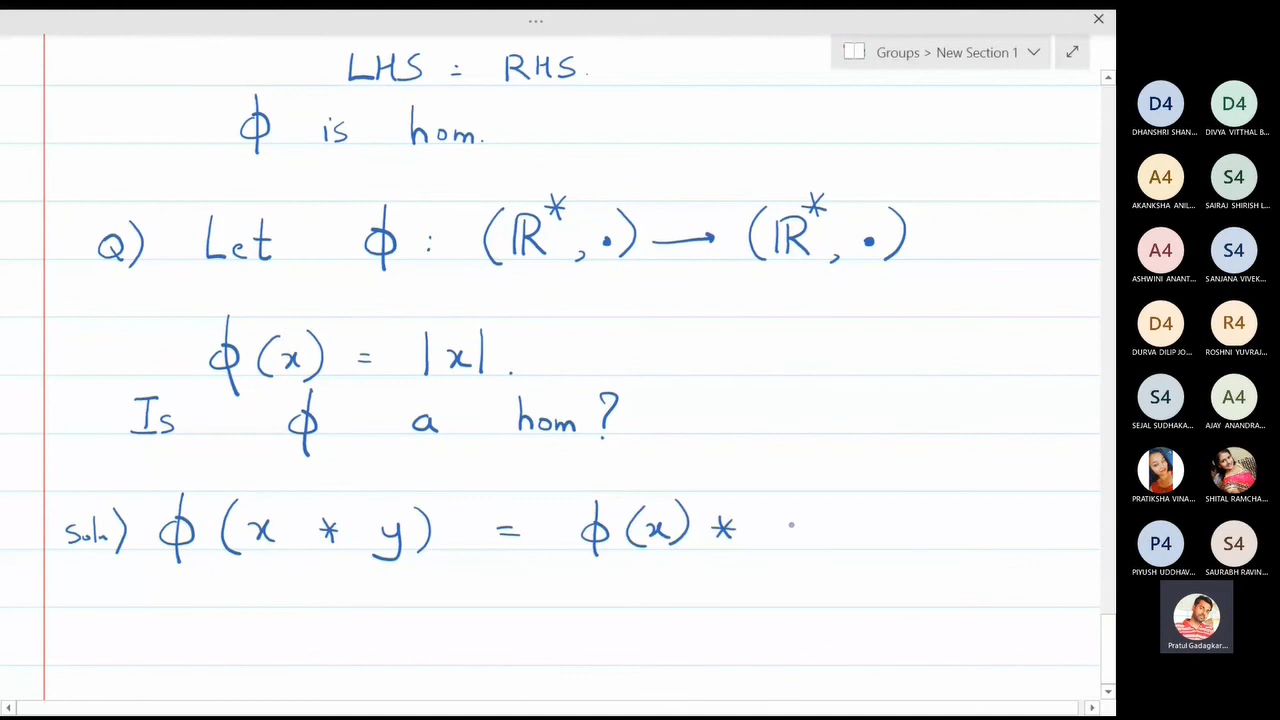 ...
Groups > New Section 1
LHS = RHS.
ϕ is hom.
Q) Let ϕ : (ℝ*, •) → (ℝ*, •)
ϕ(x) = |x|.
Is ϕ a hom?
Soln) ϕ(x * y) = ϕ(x) *
D4 D4
DHANSHRI SHAN... DIVYA VITTHAL B...
A4 S4
AKANKSHA ANIL... SAIRAJ SHIRISH L...
A4 S4
ASHWINI ANANT... SANJANA VIVEK...
D4 R4
DURVA DILIP JO... ROSHNI YUVRAJ...
S4 A4
SEJAL SUDHAKA... AJAY ANANDRA...
PRATIKSHA VINA... SHITAL RAMCHA...
P4 S4
PIYUSH UDDHAV... SAURABH RAVIN...
Pratul Gadagkar...